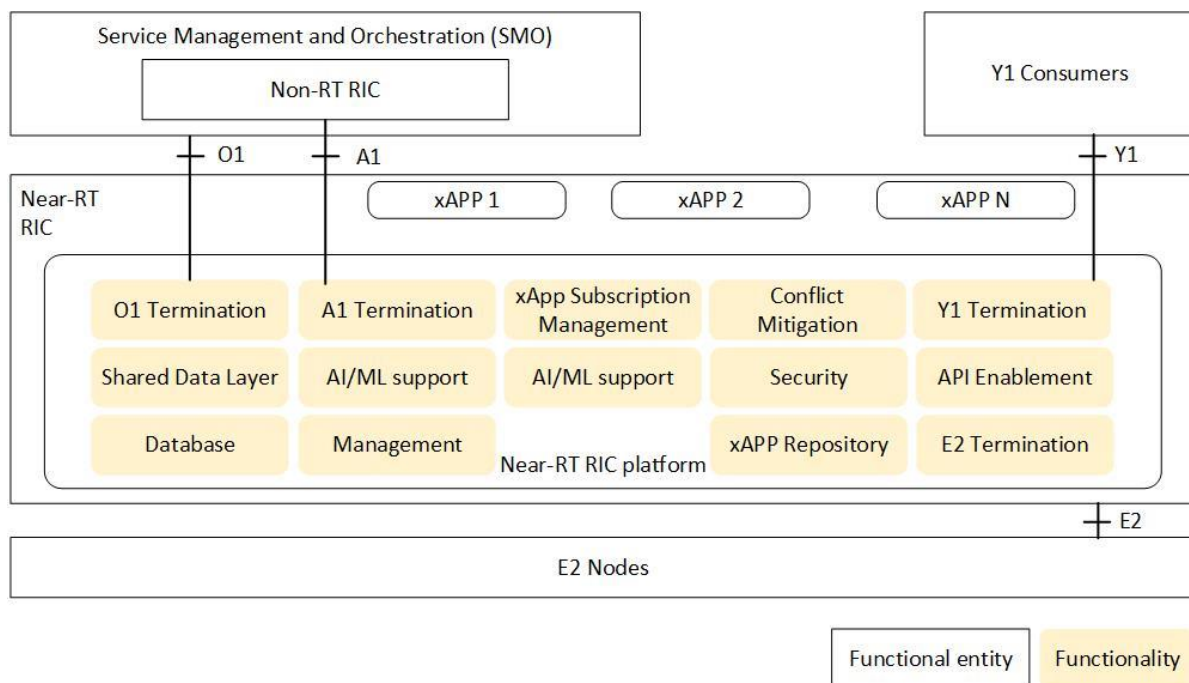 Service Management and Orchestration (SMO)
Non-RT RIC
Y1 Consumers
O1
A1
Y1
Near-RT
RIC
xAPP 1
xAPP 2
xAPP N
O1 Termination
A1 Termination
xApp Subscription
Management
Conflict
Mitigation
Y1 Termination
Shared Data Layer
AI/ML support
AI/ML support
Security
API Enablement
Database
Management
xAPP Repository
E2 Termination
Near-RT RIC platform
E2
E2 Nodes
Functional entity
Functionality